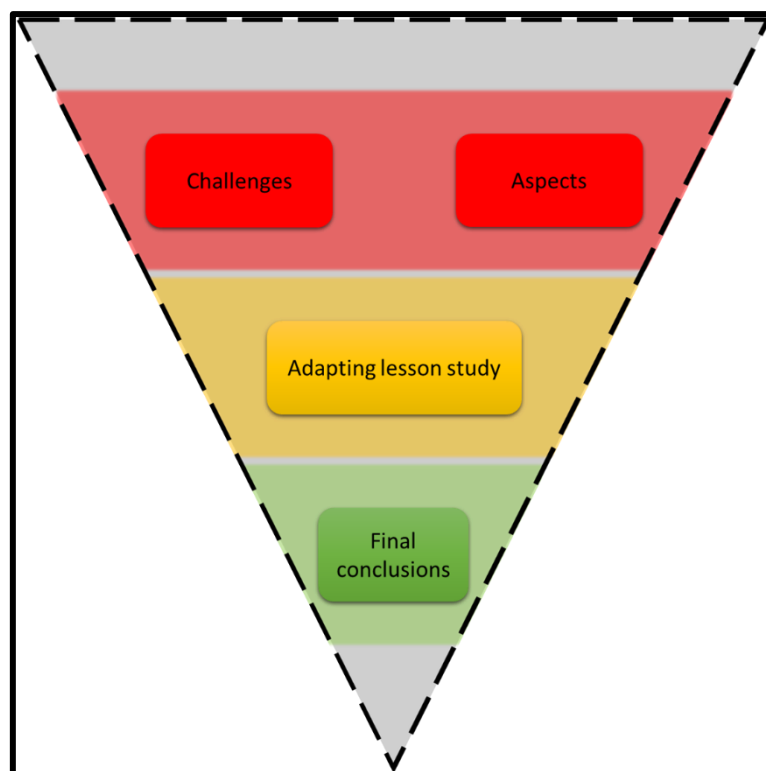 Challenges
Aspects
Adapting lesson study
Final
conclusions